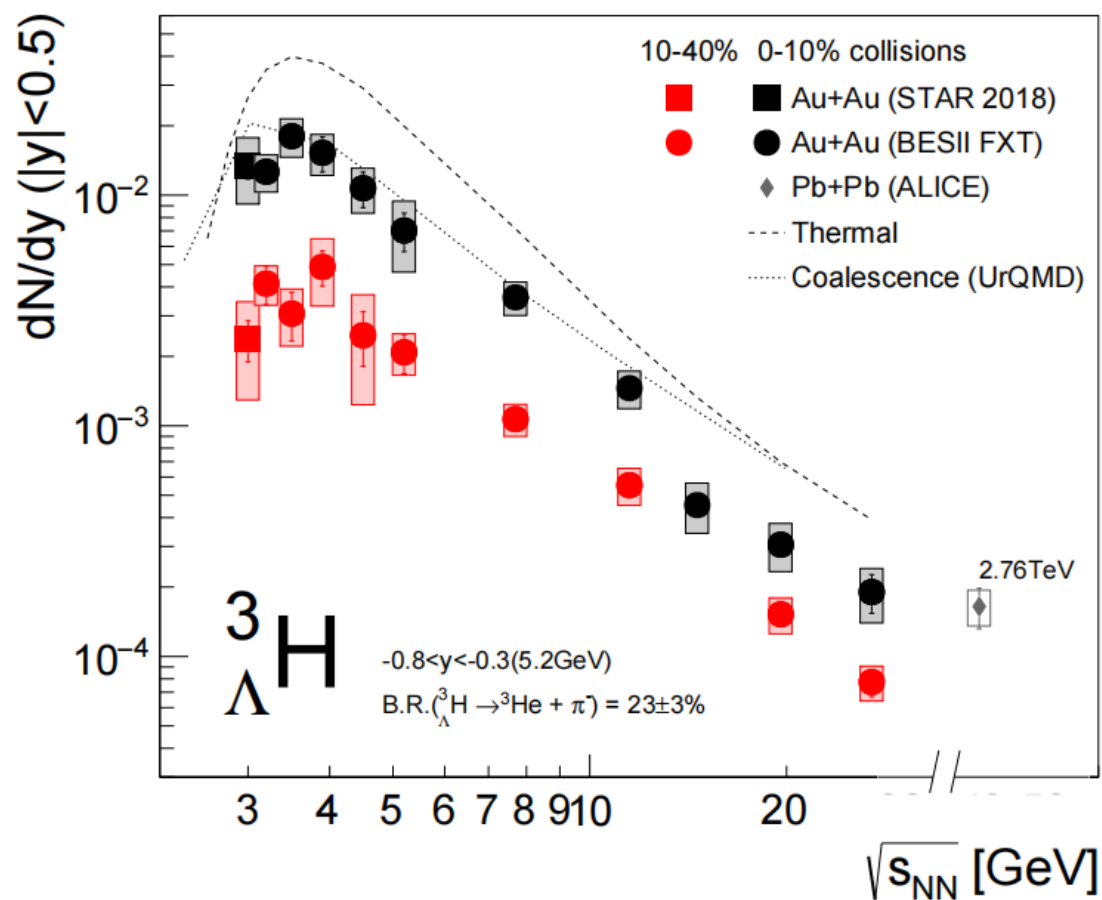 dN/dy (|y|<0.5)
10-40% 0-10% collisions
Au+Au (STAR 2018)
Au+Au (BESII FXT)
Pb+Pb (ALICE)
Thermal
Coalescence (UrQMD)
10⁻²
10⁻³
10⁻⁴
2.76TeV
³ΛH
-0.8<y<-0.3(5.2GeV)
B.R.(³ΛH →³He + π⁻) = 23±3%
3 4 5 6 7 8 910 20
√sNN [GeV]